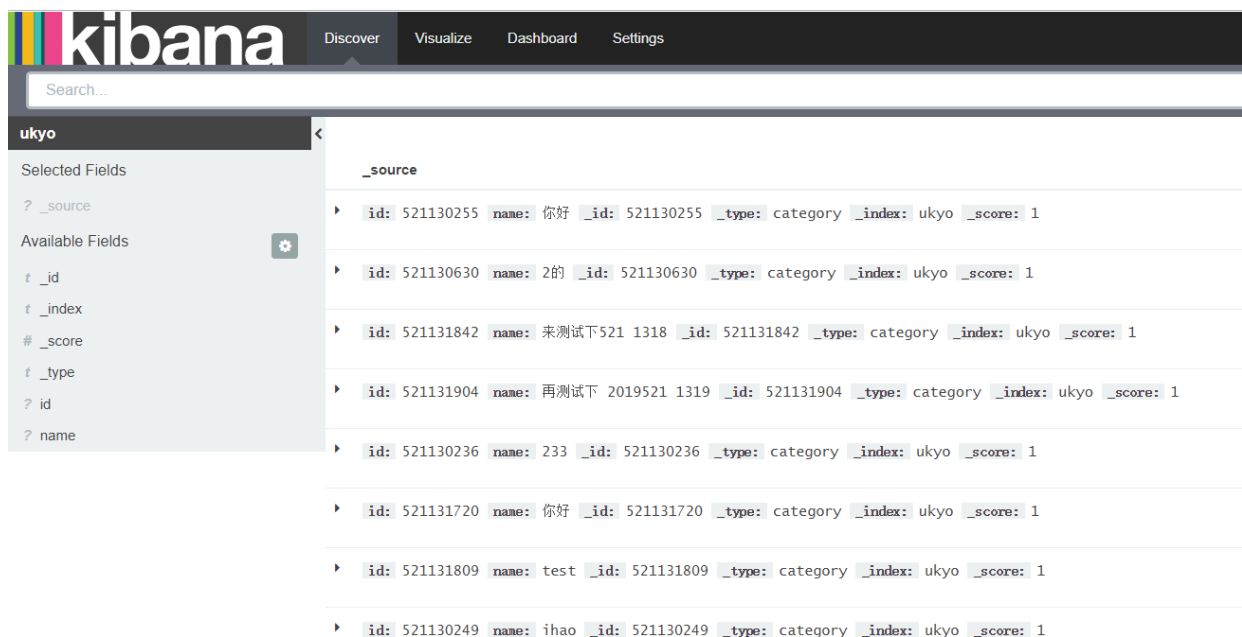 kibana Discover Visualize Dashboard Settings
Search...
ukyo
Selected Fields
? _source
Available Fields
t _id
t _index
# _score
t _type
? id
? name
_source
id: 521130255 name: 你好 _id: 521130255 _type: category _index: ukyo _score: 1
id: 521130630 name: 2的 _id: 521130630 _type: category _index: ukyo _score: 1
id: 521131842 name: 来测试下521 1318 _id: 521131842 _type: category _index: ukyo _score: 1
id: 521131904 name: 再测试下 2019521 1319 _id: 521131904 _type: category _index: ukyo _score: 1
id: 521130236 name: 233 _id: 521130236 _type: category _index: ukyo _score: 1
id: 521131720 name: 你好 _id: 521131720 _type: category _index: ukyo _score: 1
id: 521131809 name: test _id: 521131809 _type: category _index: ukyo _score: 1
id: 521130249 name: ihao _id: 521130249 _type: category _index: ukyo _score: 1